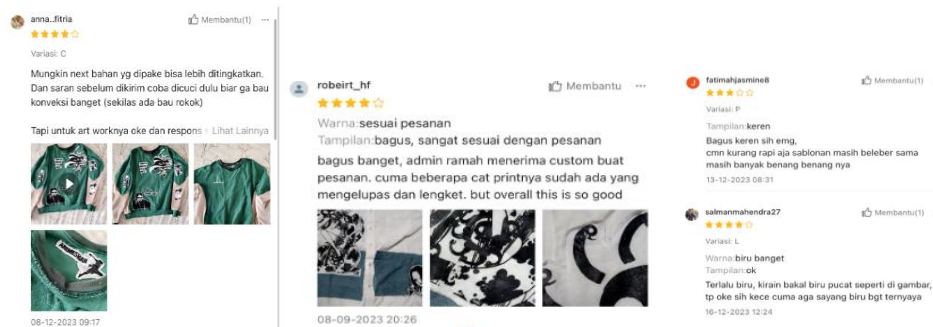 anna..fitria
Membantu(1)
Variasi: C
Mungkin next bahan yg dipake bisa lebih ditingkatkan.
Dan saran sebelum dikirim coba dicuci dulu biar ga bau
konveksi banget (sekilas ada bau rokok)
Tapi untuk art worknya oke dan respons
Lihat Lainnya
08-12-2023 09:17
robeirt_hf
Membantu
Warna:sesuai pesanan
Tampilan:bagus, sangat sesuai dengan pesanan
bagus banget, admin ramah menerima custom buat
pesanan. cuma beberapa cat printnya sudah ada yang
mengelupas dan lengket. but overall this is so good
08-09-2023 20:26
fatimahjasmine8
Membantu(1)
Variasi: P
Tampilan:keren
Bagus keren sih emg,
cmn kurang rapi aja sablonan masih beleber sama
masih banyak benang benang nya
13-12-2023 08:31
salmanmahendra27
Membantu(1)
Variasi: L
Warna:biru banget
Tampilan:ok
Terlalu biru, kirain bakal biru pucat seperti di gambar,
tp oke sih kece cuma aga sayang biru bgt ternyaya
16-12-2023 12:24